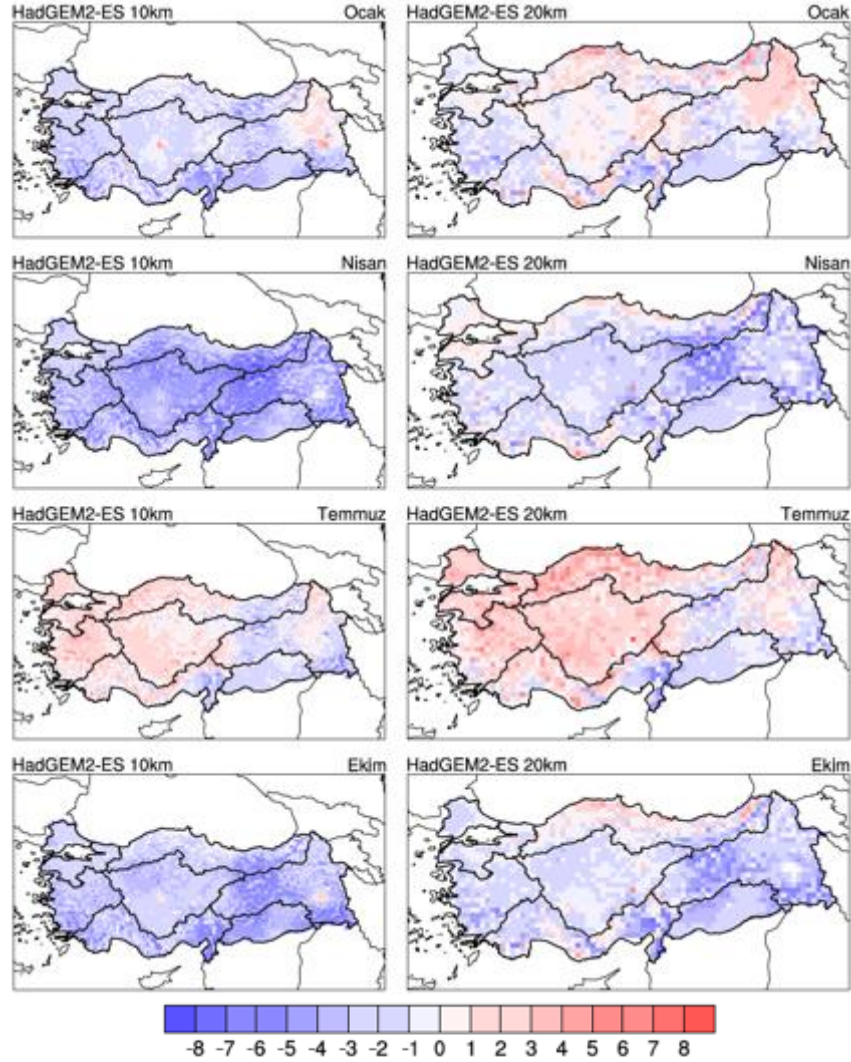 HadGEM2-ES 10km Ocak
HadGEM2-ES 20km Ocak
HadGEM2-ES 10km Nisan
HadGEM2-ES 20km Nisan
HadGEM2-ES 10km Temmuz
HadGEM2-ES 20km Temmuz
HadGEM2-ES 10km Ekim
HadGEM2-ES 20km Ekim
-8 -7 -6 -5 -4 -3 -2 -1 0 1 2 3 4 5 6 7 8